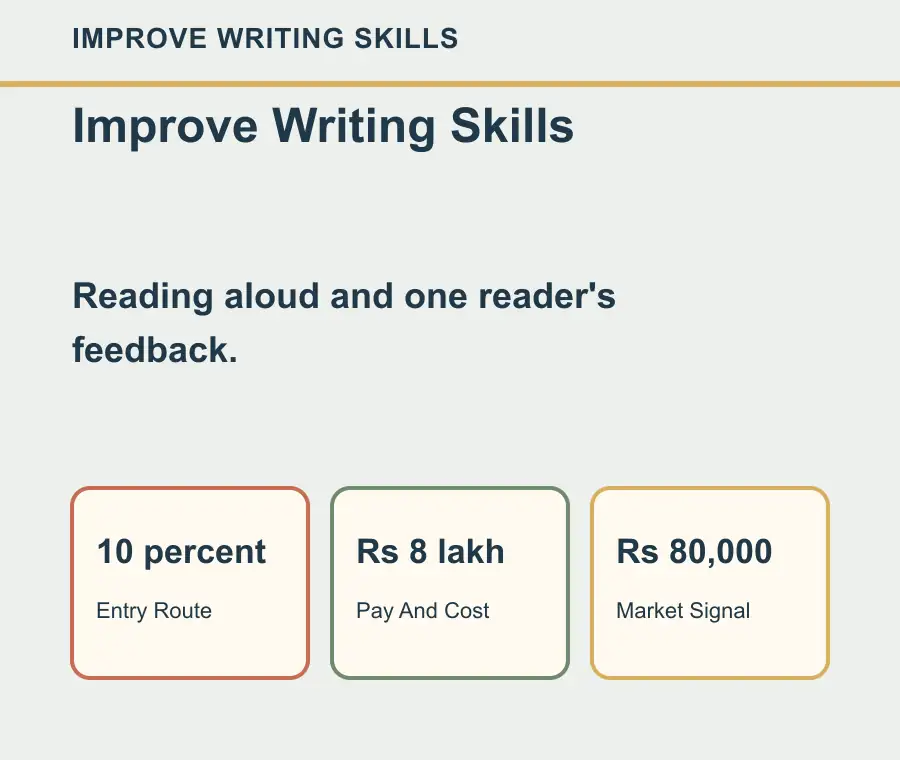 IMPROVE WRITING SKILLS
Improve Writing Skills
Reading aloud and one reader's
feedback.
10 percent
Entry Route
Rs 8 lakh
Pay And Cost
Rs 80,000
Market Signal